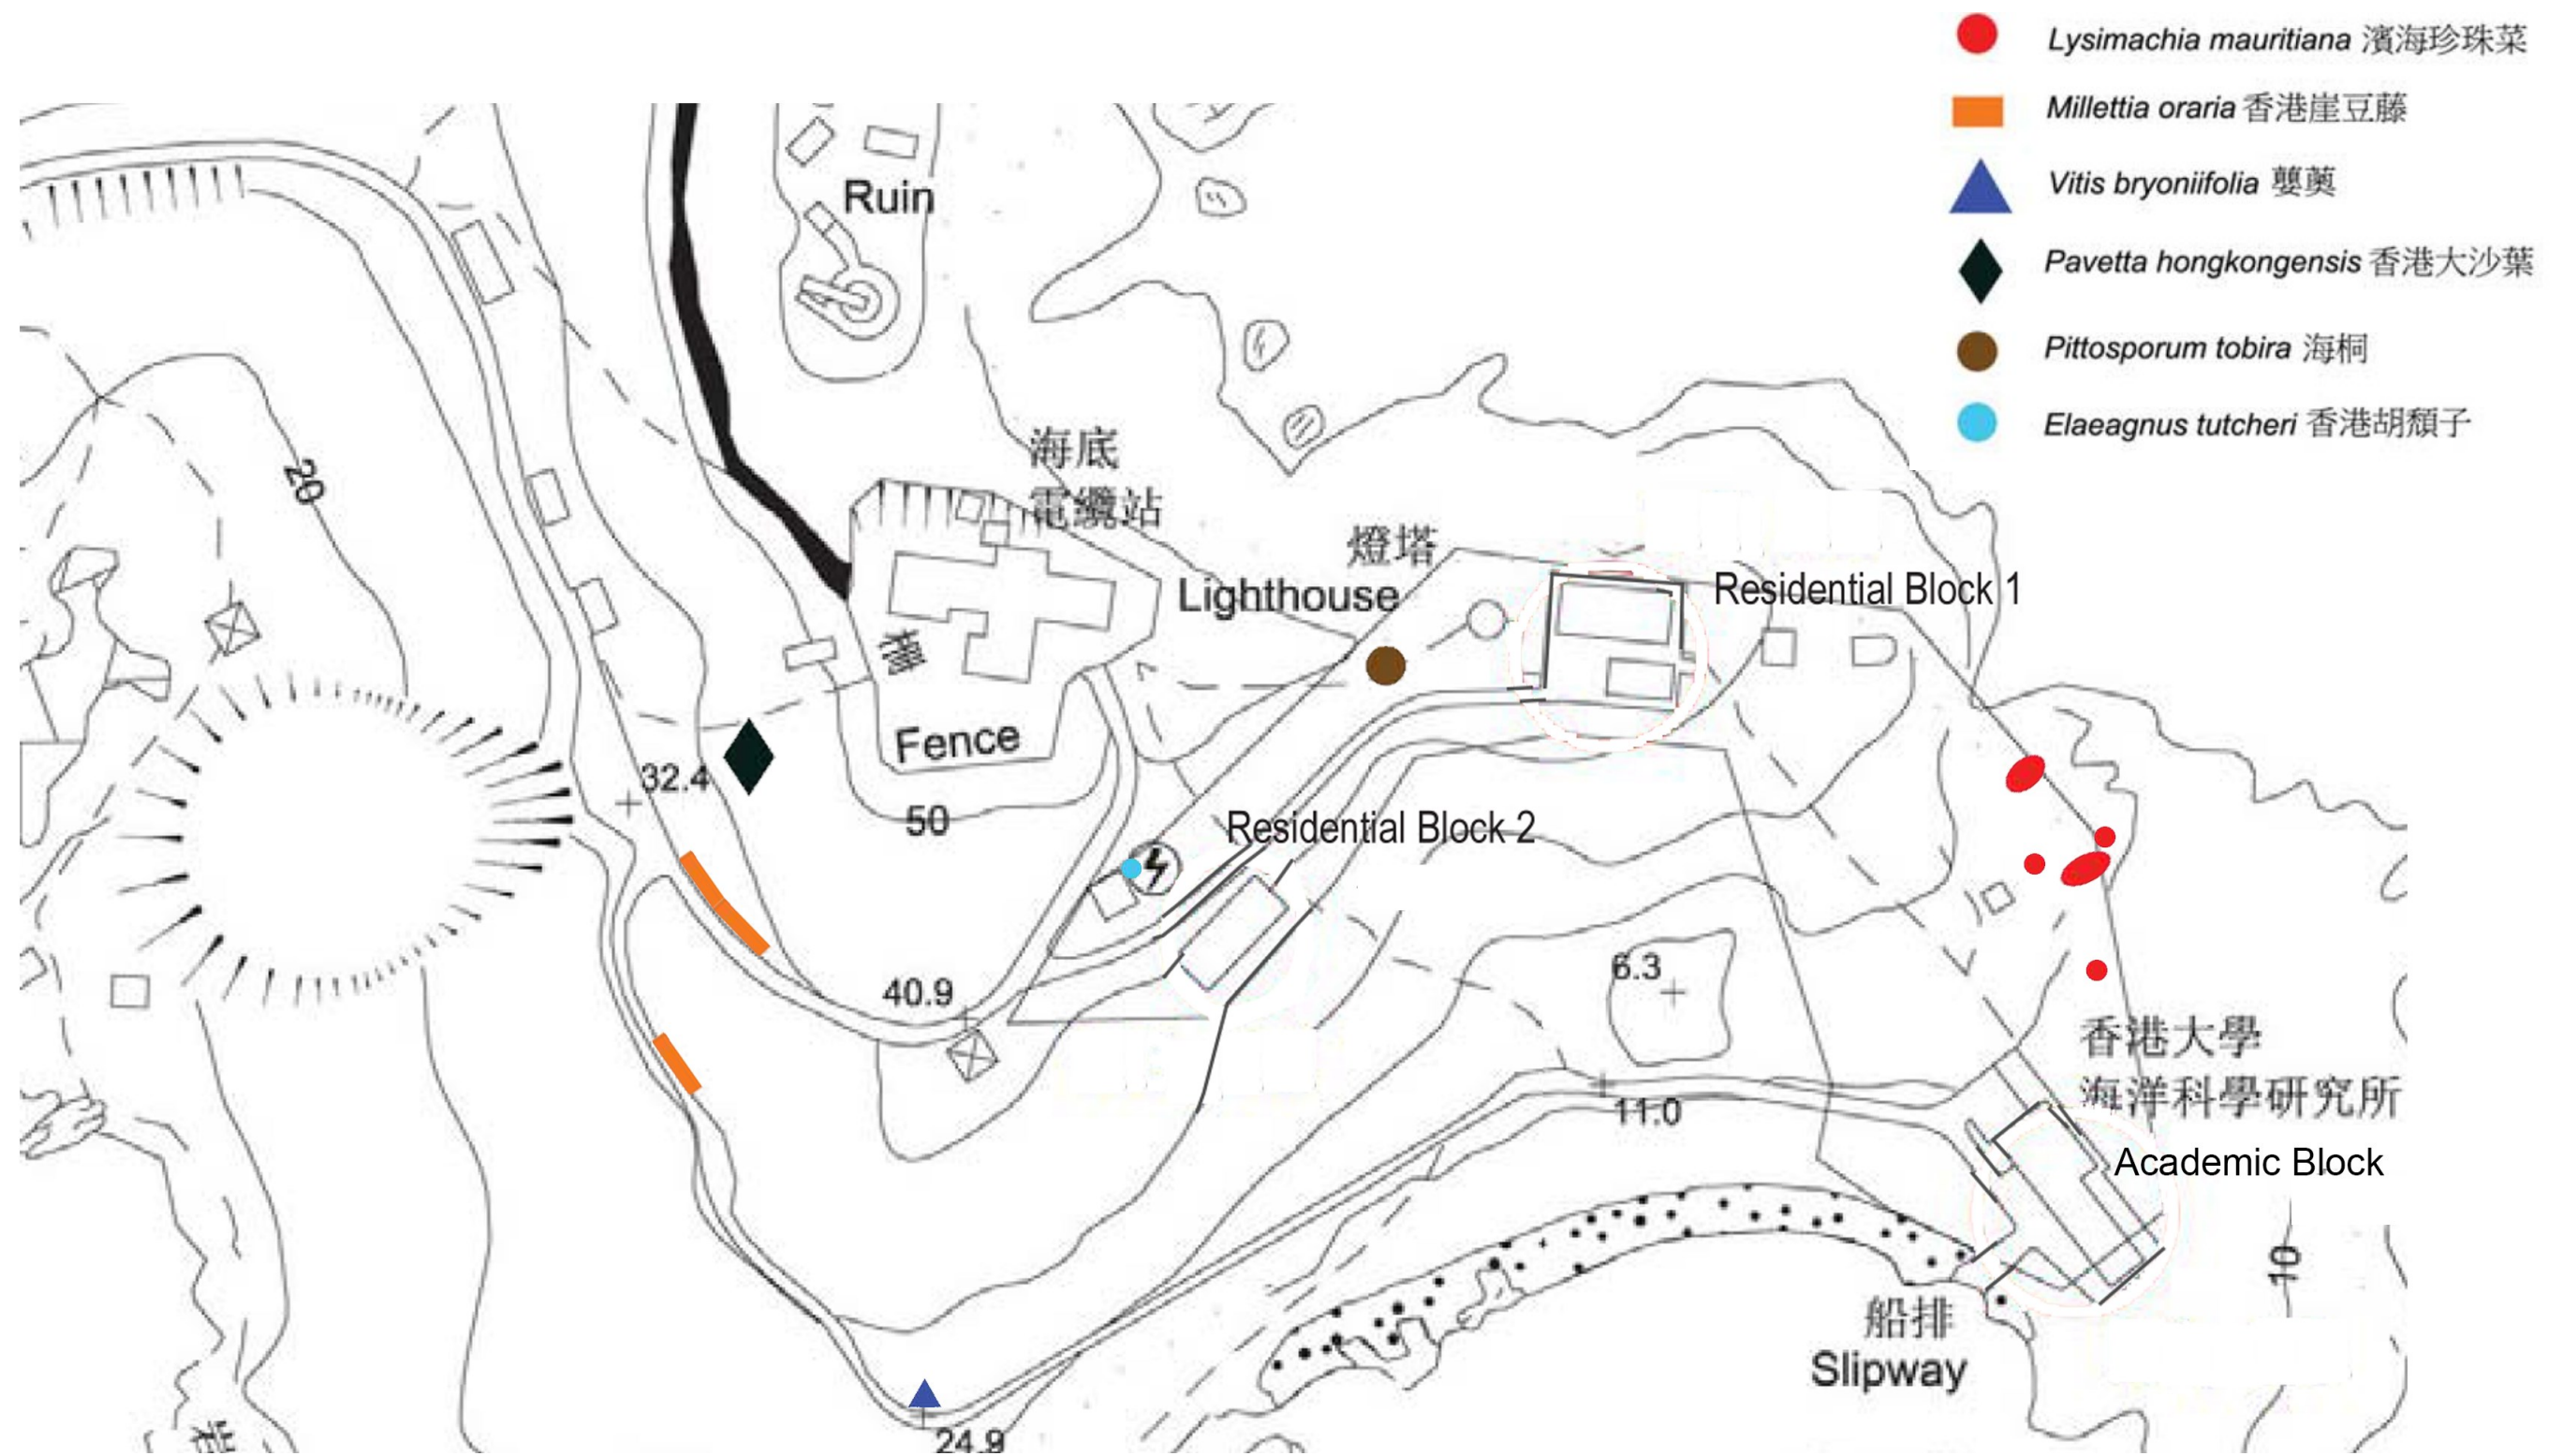 Lysimachia mauritiana 濱海珍珠菜
Millettia oraria 香港崖豆藤
Vitis bryoniifolia 蘡薁
Pavetta hongkongensis 香港大沙葉
Pittosporum tobira 海桐
Elaeagnus tutcheri 香港胡頹子
Ruin
海底
電纜站
20
燈塔
Lighthouse
Residential Block 1
Fence
32.4
50
Residential Block 2
40.9
6.3
香港大學
海洋科學研究所
11.0
Academic Block
10
船排
Slipway
24.9